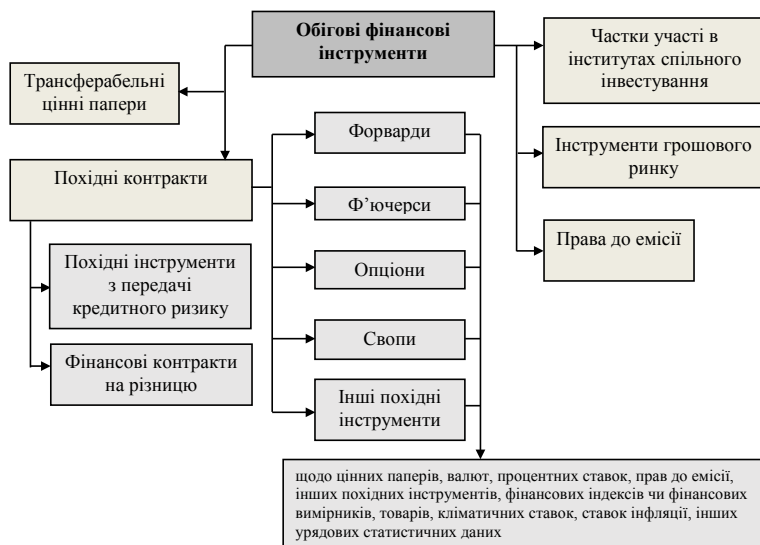 Обігові фінансові
інструменти
Частки участі в
інститутах спільного
інвестування
Трансферабельні
цінні папери
Форварди
Інструменти грошового
ринку
Похідні контракти
Ф’ючерси
Права до емісії
Похідні інструменти
з передачі
кредитного ризику
Опціони
Свопи
Фінансові контракти
на різницю
Інші похідні
інструменти
щодо цінних паперів, валют, процентних ставок, прав до емісії,
інших похідних інструментів, фінансових індексів чи фінансових
вимірників, товарів, кліматичних ставок, ставок інфляції, інших
урядових статистичних даних